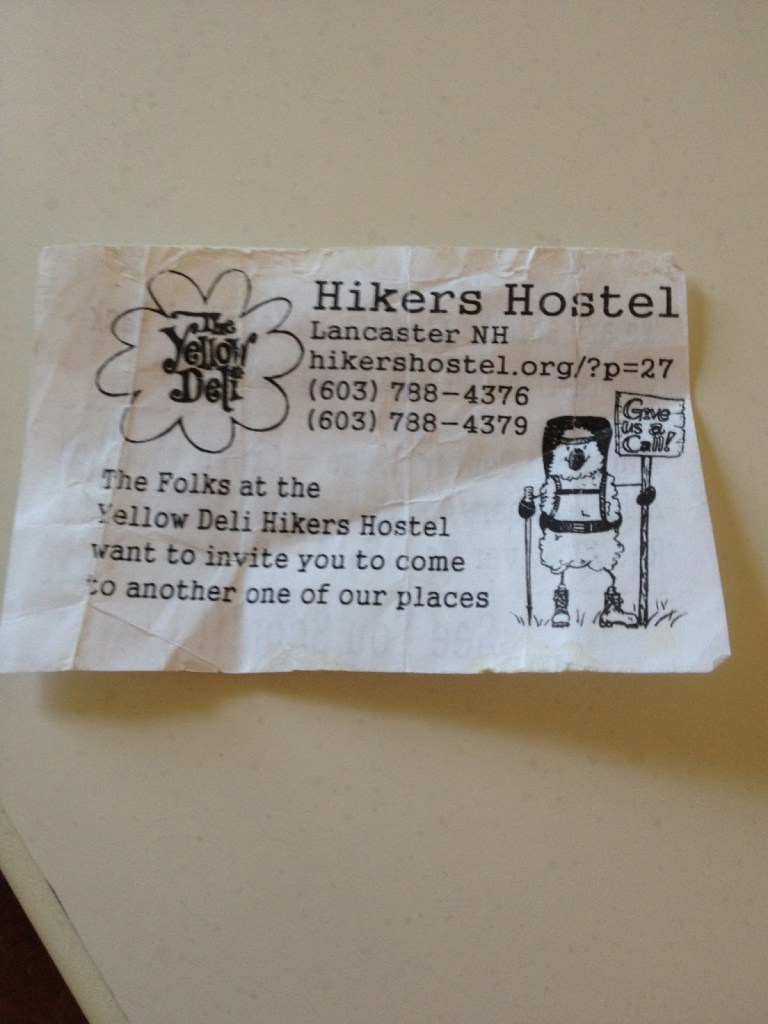 The
Yellow
Deli
Hikers Hostel
Lancaster NH
hikershostel.org/?p=27
(603) 788-4376
(603) 788-4379
Give
us a
Call!
The Folks at the
Yellow Deli Hikers Hostel
want to invite you to come
to another one of our places